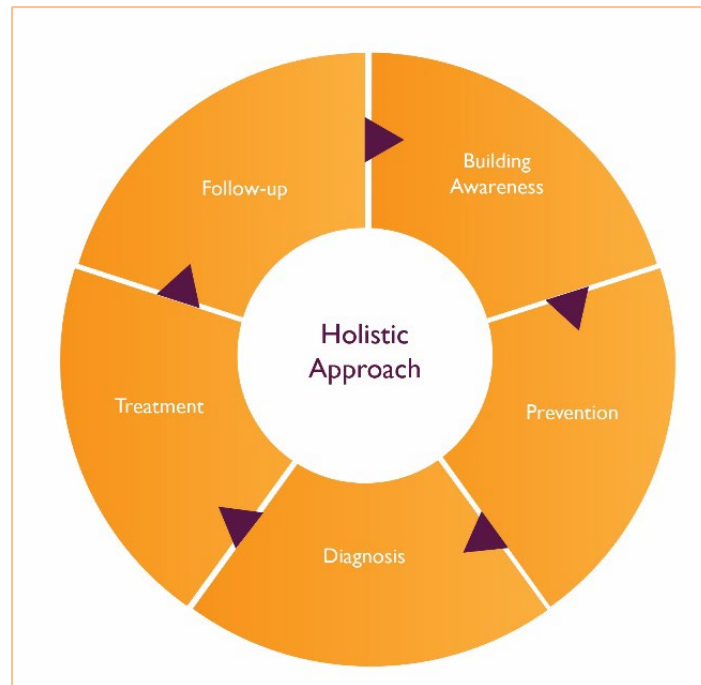 Building
Awareness
Prevention
Diagnosis
Treatment
Follow-up
Holistic
Approach